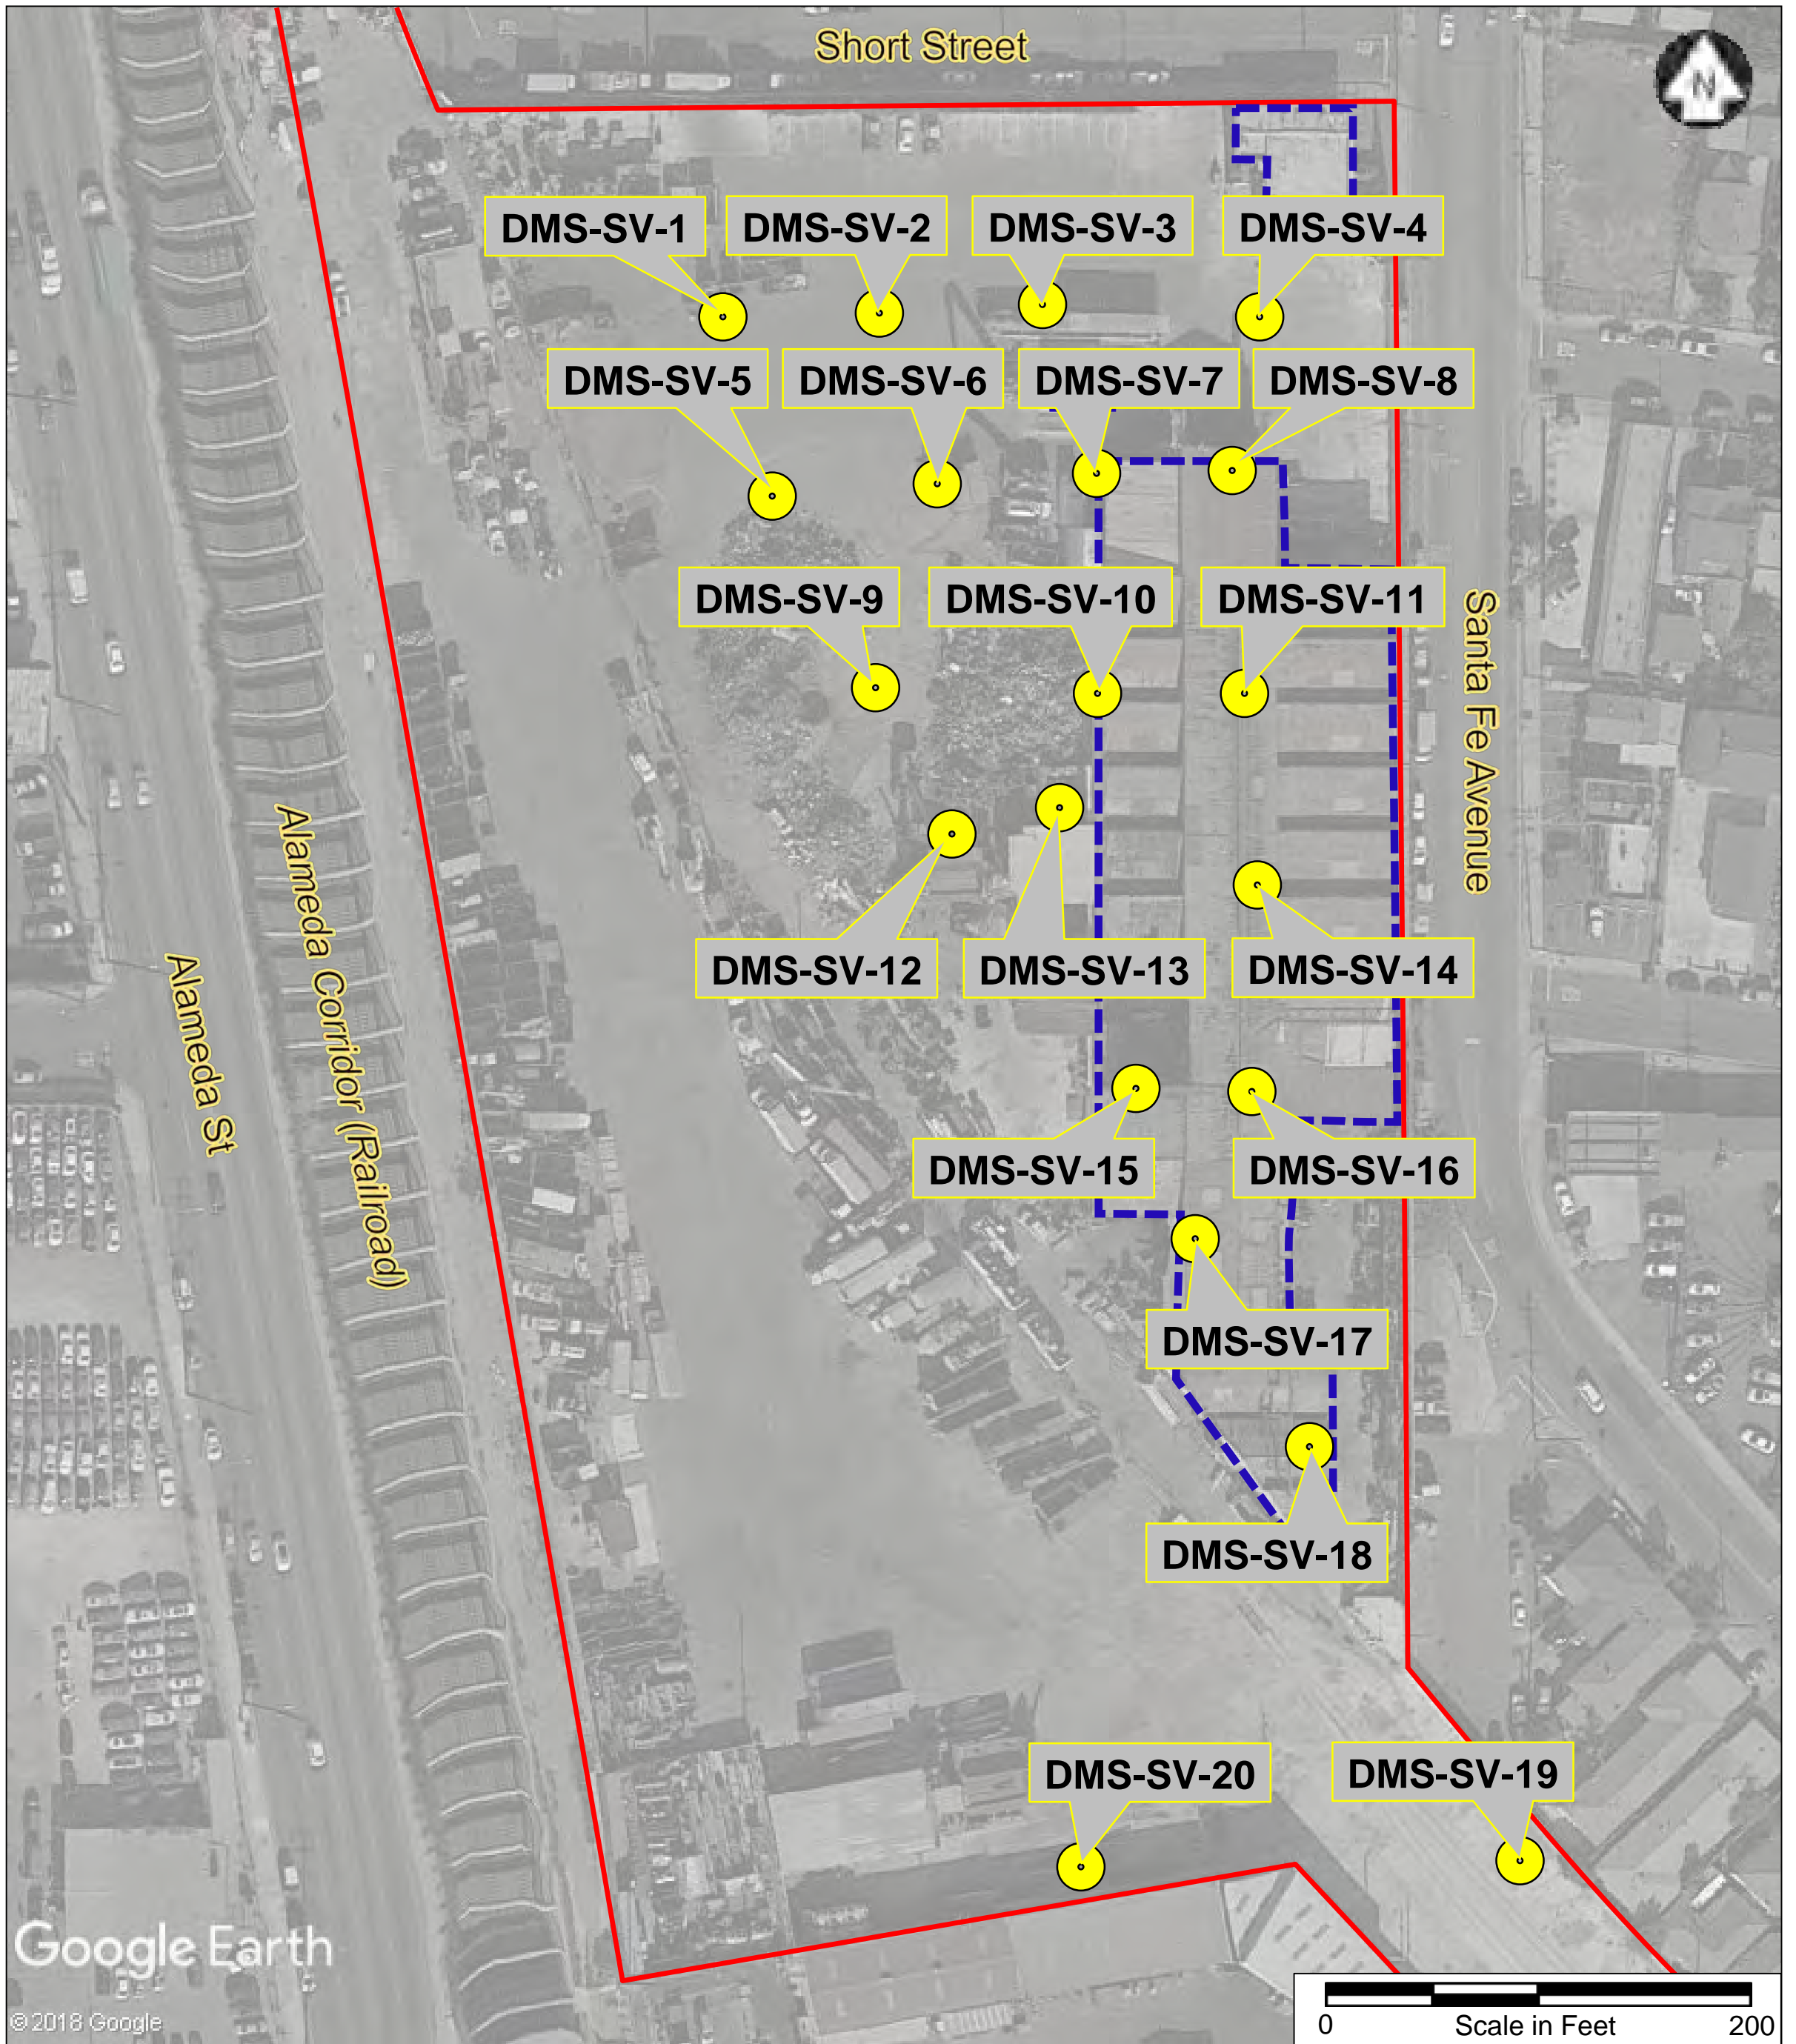 Short Street
N
DMS-SV-1
DMS-SV-2
DMS-SV-3
DMS-SV-4
DMS-SV-5
DMS-SV-6
DMS-SV-7
DMS-SV-8
DMS-SV-9
DMS-SV-10
DMS-SV-11
Santa Fe Avenue
Alameda Corridor (Railroad)
Alameda St
DMS-SV-12
DMS-SV-13
DMS-SV-14
DMS-SV-15
DMS-SV-16
DMS-SV-17
DMS-SV-18
DMS-SV-20
DMS-SV-19
Google Earth
©2018 Google
0 Scale in Feet 200